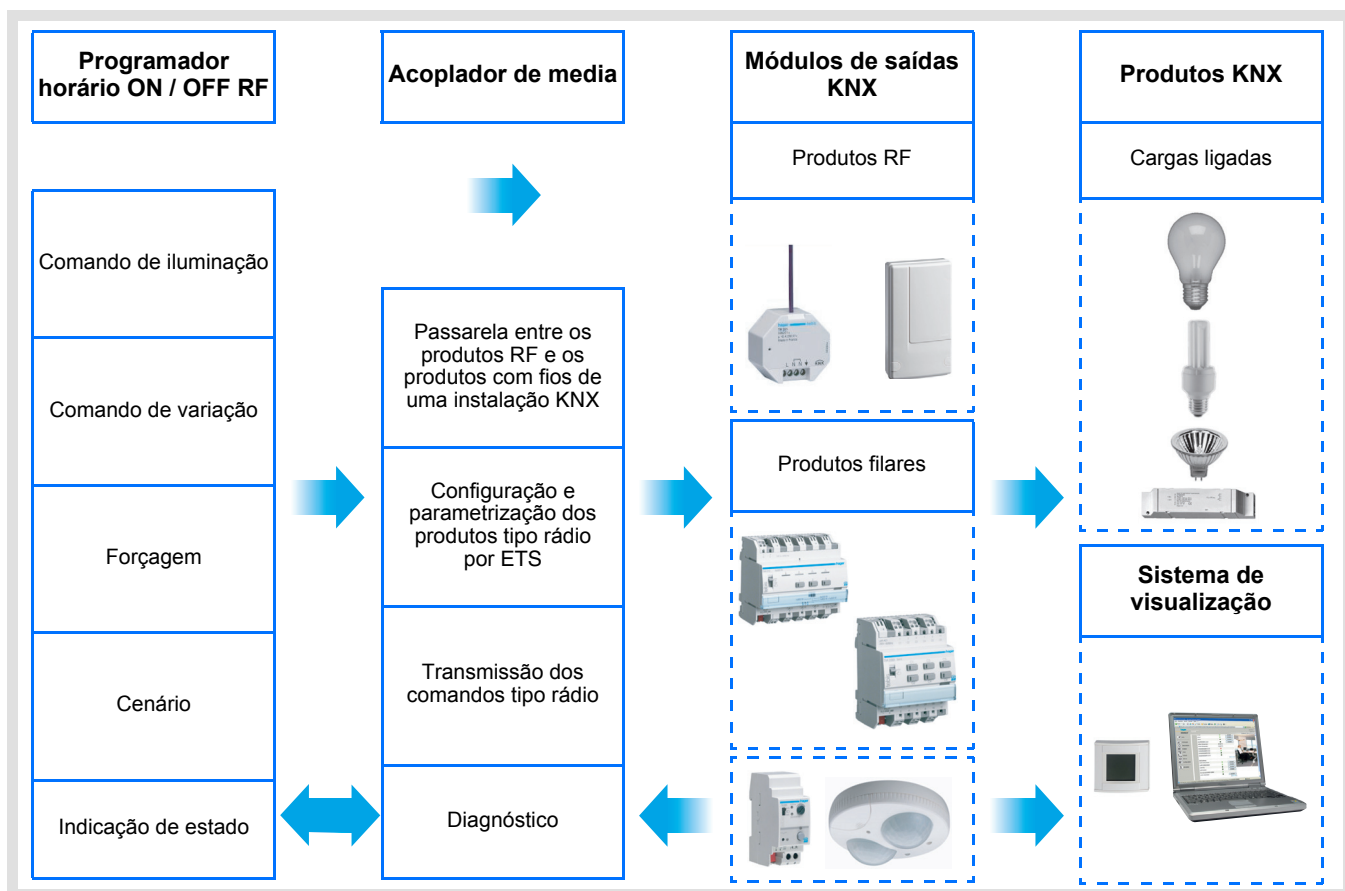 Programador
horário ON / OFF RF
Comando de iluminação
Comando de variação
Forçagem
Cenário
Indicação de estado
Acoplador de media
Passarela entre os
produtos RF e os
produtos com fios de
uma instalação KNX
Configuração e
parametrização dos
produtos tipo rádio
por ETS
Transmissão dos
comandos tipo rádio
Diagnóstico
Módulos de saídas
KNX
Produtos RF
L N N
KNX
Produtos filares
Produtos KNX
Cargas ligadas
Sistema de
visualização